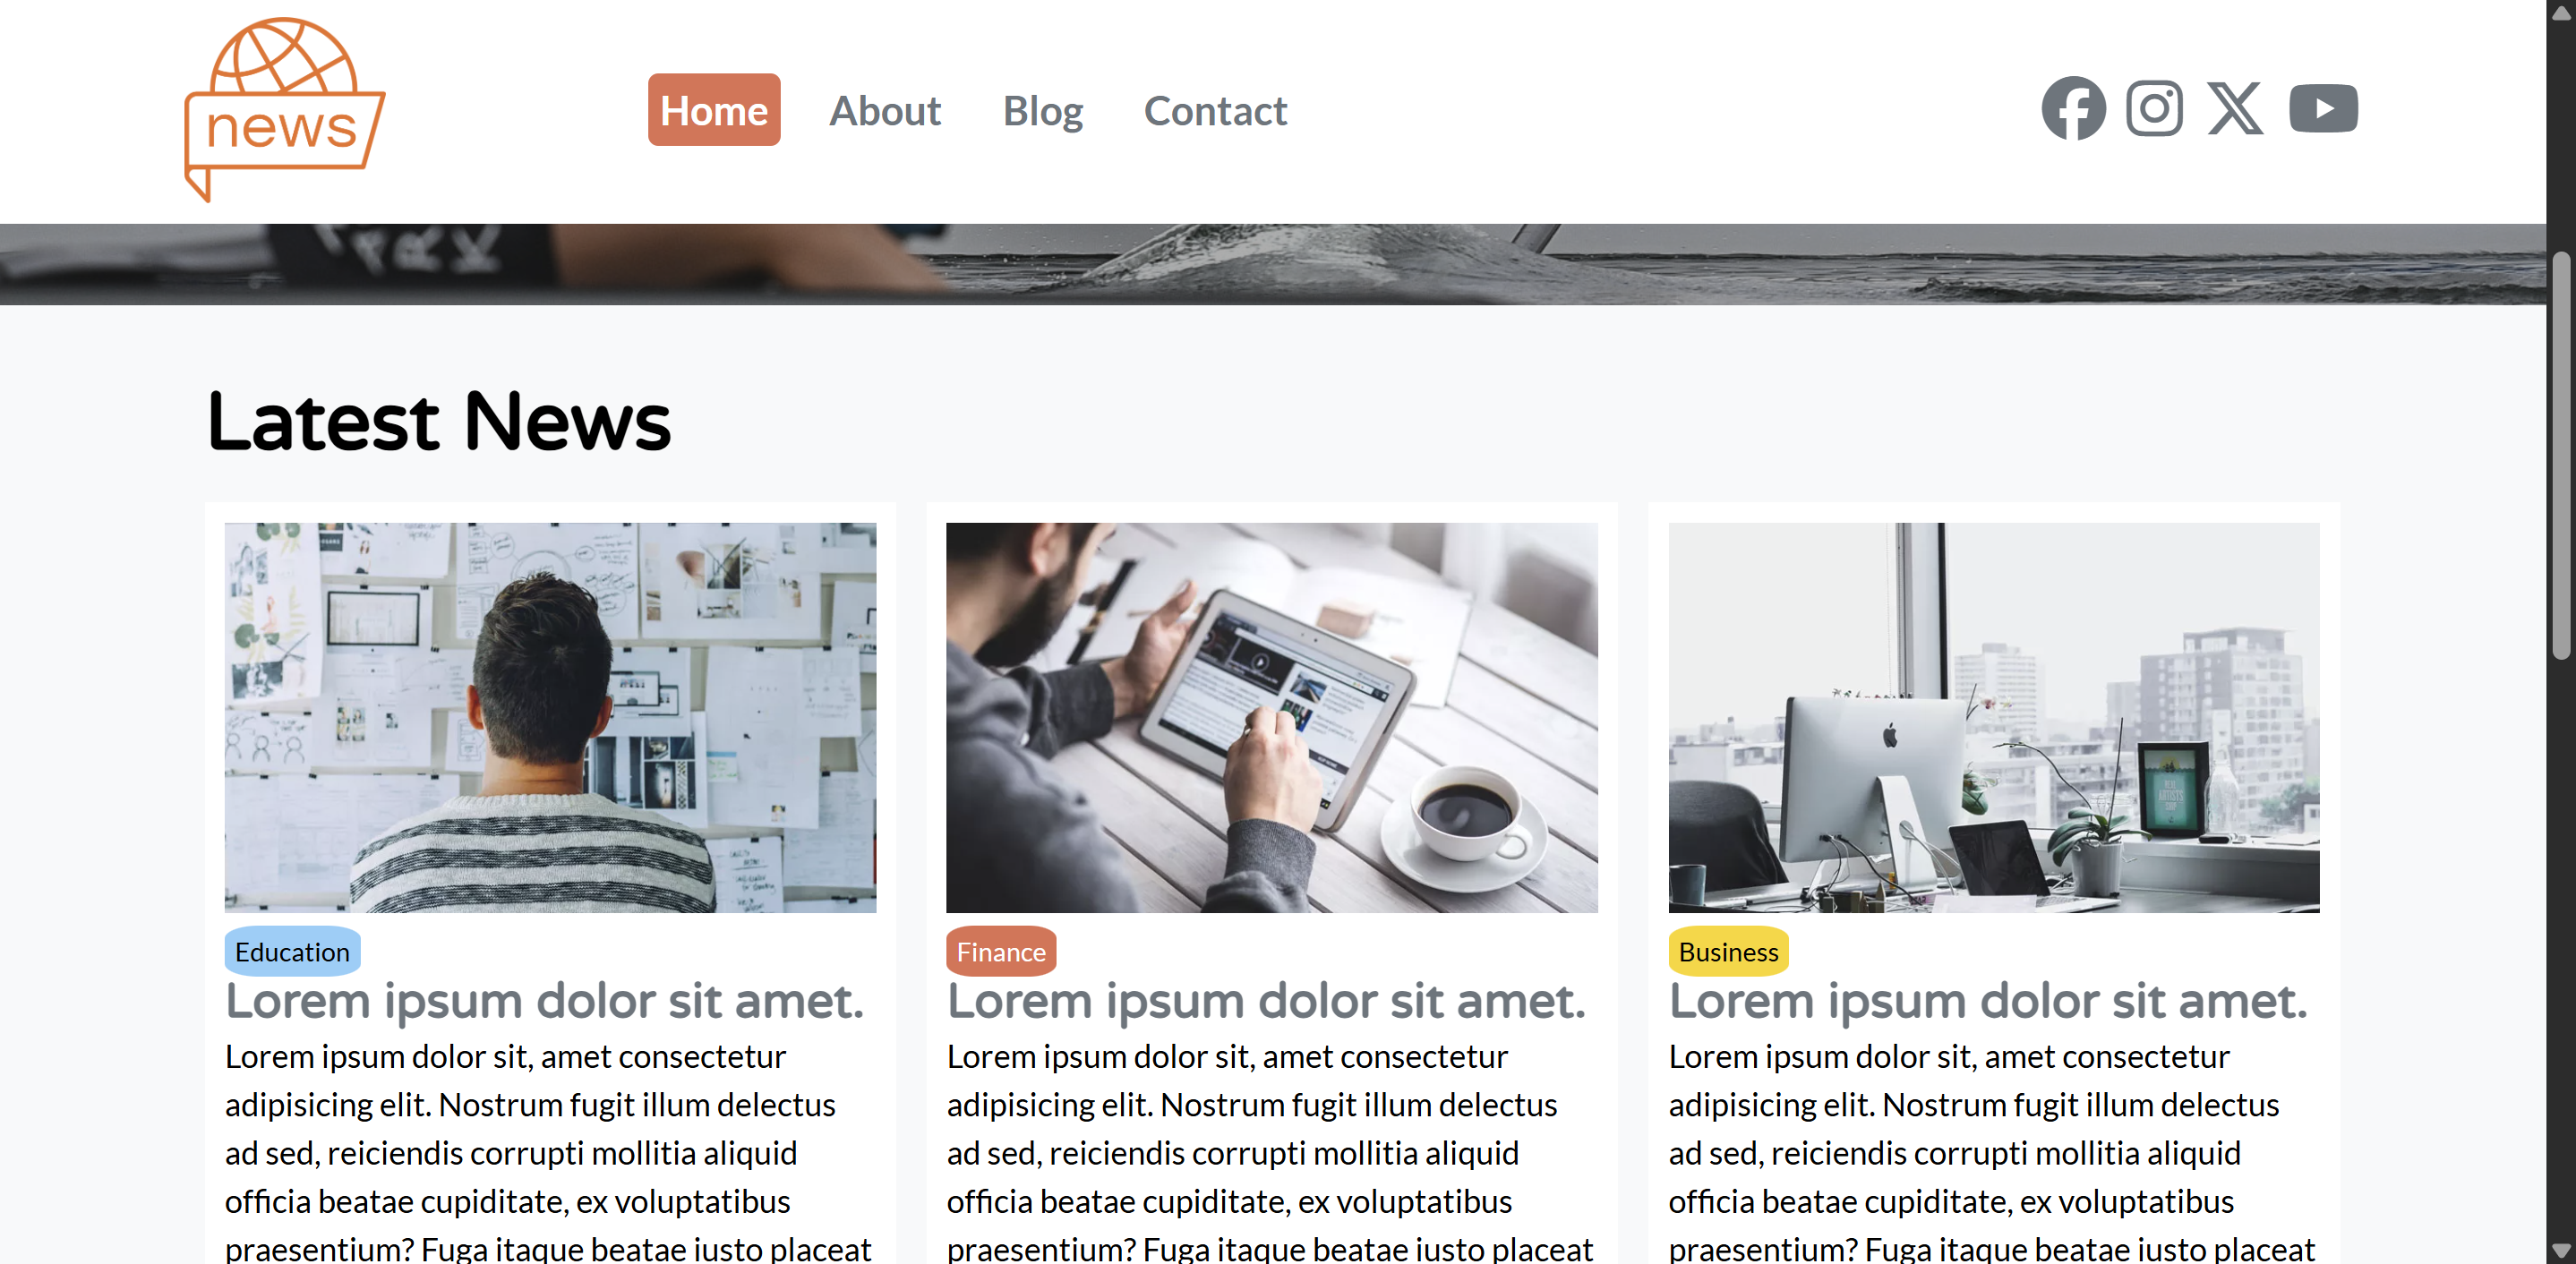 news
Home About Blog Contact
ARK
Latest News
Education
Lorem ipsum dolor sit amet.
Lorem ipsum dolor sit, amet consectetur
adipisicing elit. Nostrum fugit illum delectus
ad sed, reiciendis corrupti mollitia aliquid
officia beatae cupiditate, ex voluptatibus
praesentium? Fuga itaque beatae iusto placeat
Finance
Lorem ipsum dolor sit amet.
Lorem ipsum dolor sit, amet consectetur
adipisicing elit. Nostrum fugit illum delectus
ad sed, reiciendis corrupti mollitia aliquid
officia beatae cupiditate, ex voluptatibus
praesentium? Fuga itaque beatae iusto placeat
Business
Lorem ipsum dolor sit amet.
Lorem ipsum dolor sit, amet consectetur
adipisicing elit. Nostrum fugit illum delectus
ad sed, reiciendis corrupti mollitia aliquid
officia beatae cupiditate, ex voluptatibus
praesentium? Fuga itaque beatae iusto placeat